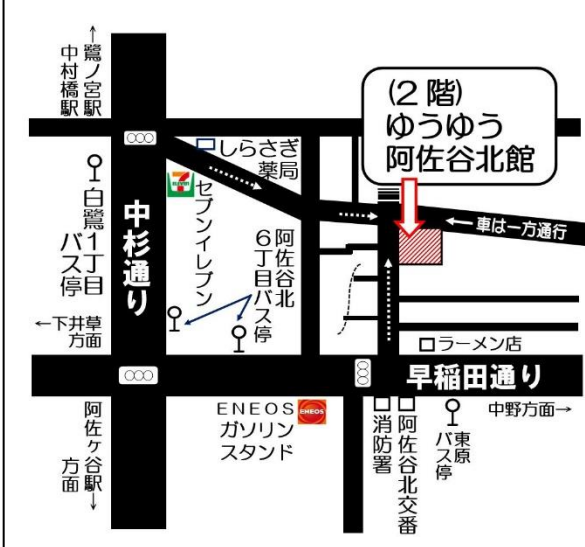 ←鷺ノ宮駅
中村橋駅
(2階)
ゆうゆう
阿佐谷北館
しらさぎ
薬局
セブンイレブン
白鷺1丁目
バス停
中杉通り
阿佐谷北
6丁目バス停
←車は一方通行
←下井草
方面
ラーメン店
早稲田通り
中野方面→
ENEOS
ガソリン
スタンド
ENEOS
消防署
阿佐谷北交番
東原
バス停
阿佐ヶ谷駅→
方面